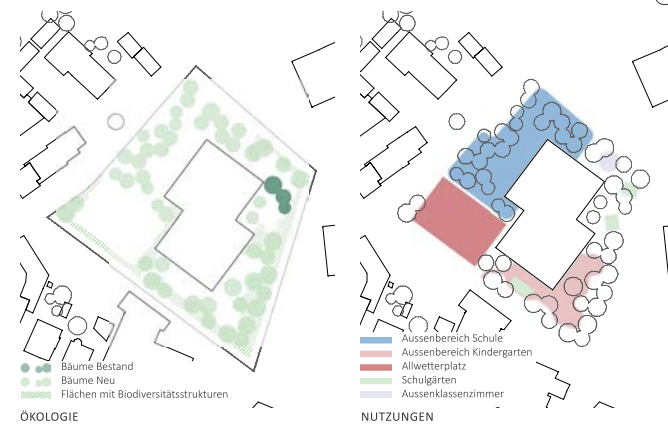 Bäume Bestand
Bäume Neu
Flächen mit Biodiversitätsstrukturen
ÖKOLOGIE
Aussenbereich Schule
Aussenbereich Kindergarten
Allwetterplatz
Schulgärten
Aussenklassenzimmer
NUTZUNGEN